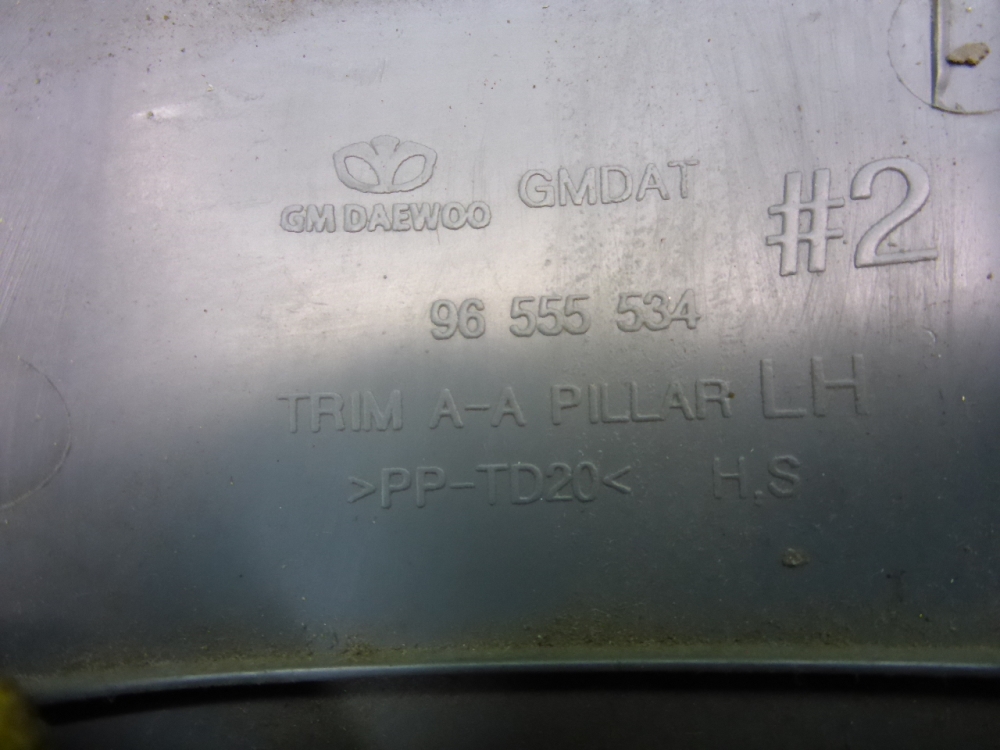 GM DAEWOO GMDAT #2
96 555 534
TRIM A-A PILLAR LH
>PP-TD20< H.S